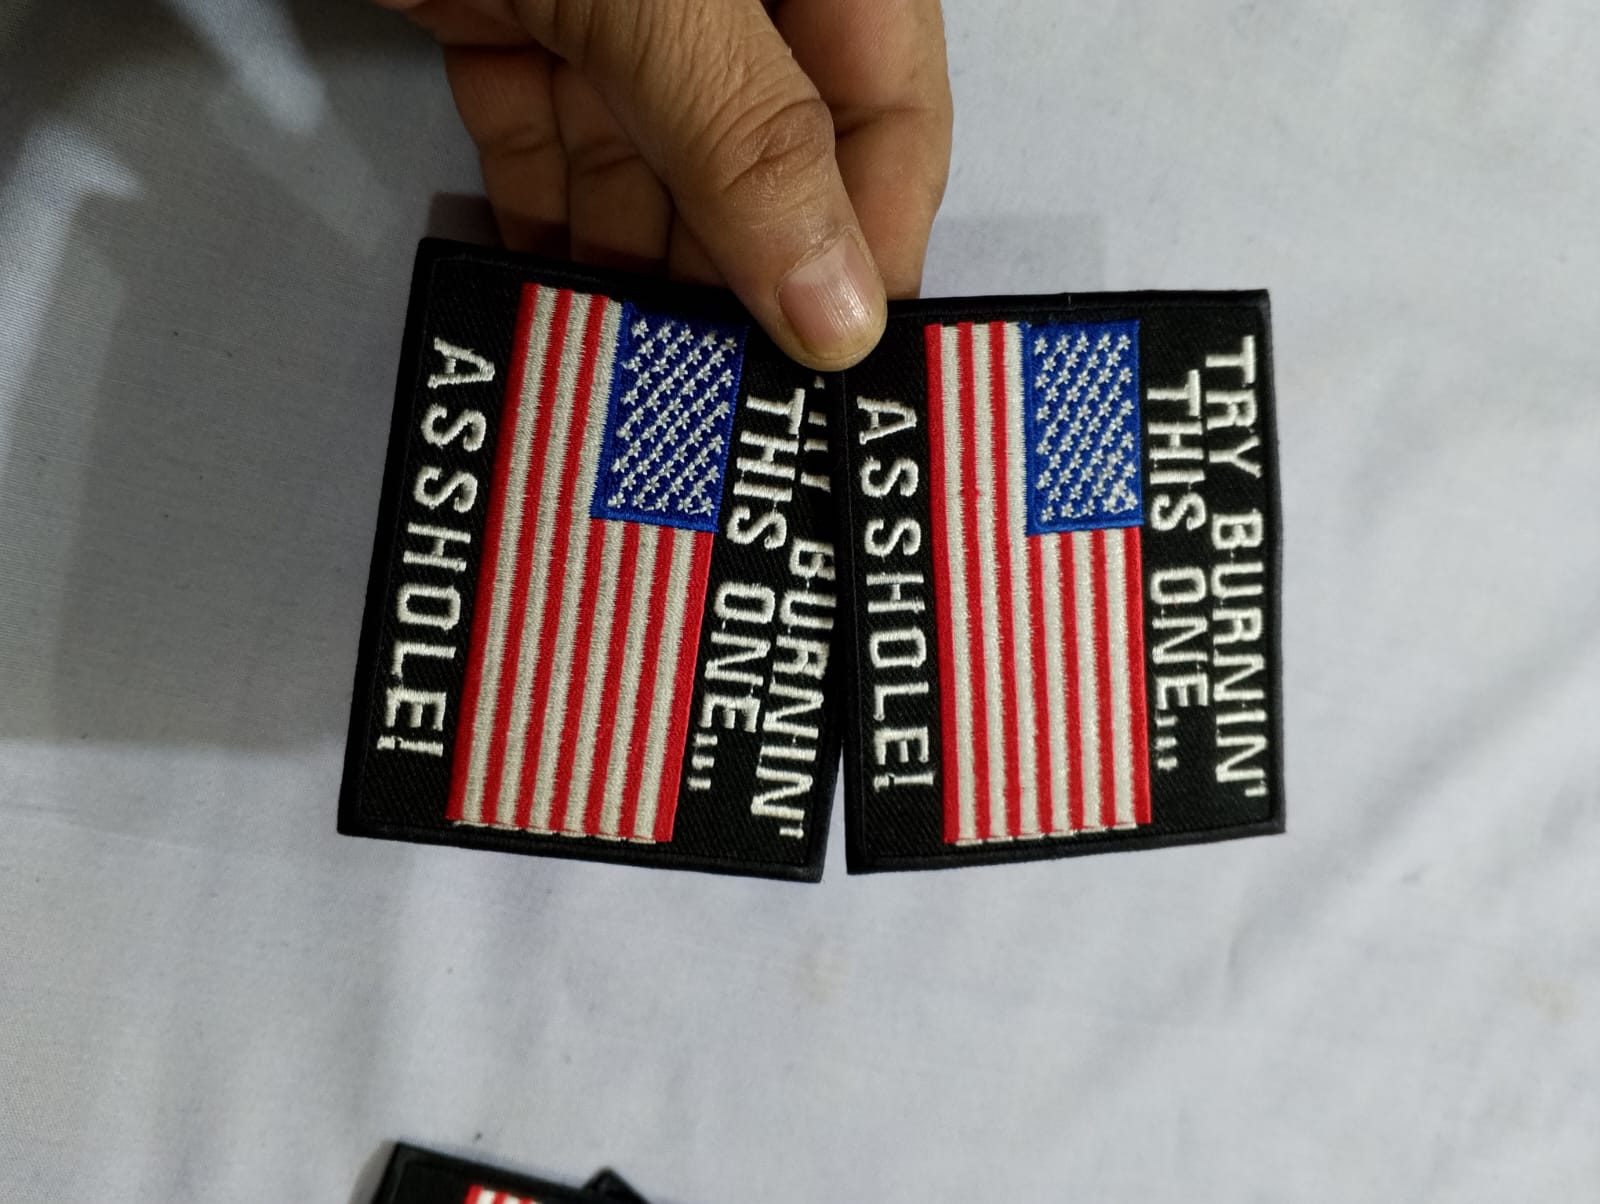 TRY BURNIN'
THIS ONE...
ASSHOLE!
BURNIN'
THIS ONE...
ASSHOLE!